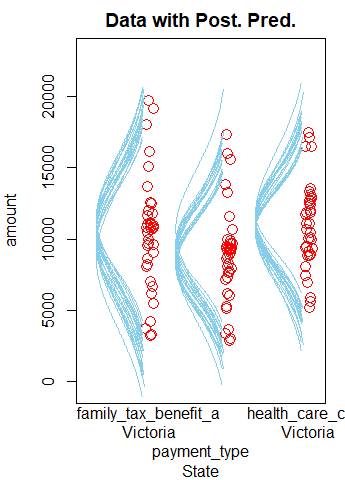 Data with Post. Pred.
20000
15000
10000
5000
0
amount
family_tax_benefit_a health_care_c
Victoria Victoria
payment_type
State